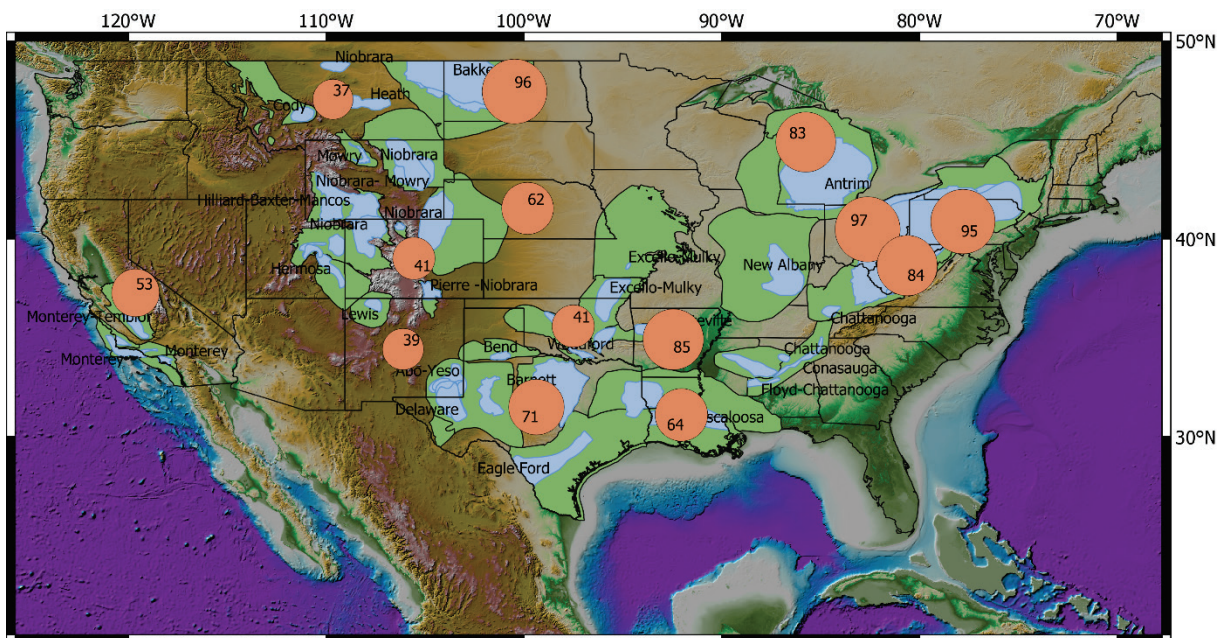 120°W 110°W 100°W 90°W 80°W 70°W
50°N
Niobrara
Bakke
96
37
Heath
Cody
83
Mowry
Niobrara
Antrim
Niobrara- Mowry
Hilliard-Baxter-Mancos
62
Niobrara
97
95
Niobrara
40°N
Excello-Mulky
New Albany
41
Hermosa
84
53
Pierre -Niobrara
Excello-Mulky
Monterey-Temblor
Lewis
41
eville
Chattanooga
39
Bend
85
Chattanooga
Monterey
Monterey
Abo-Yeso
Conasauga
Barnett
Floyd-Chattanooga
Delaware
71
64
scaloosa
30°N
Eagle Ford